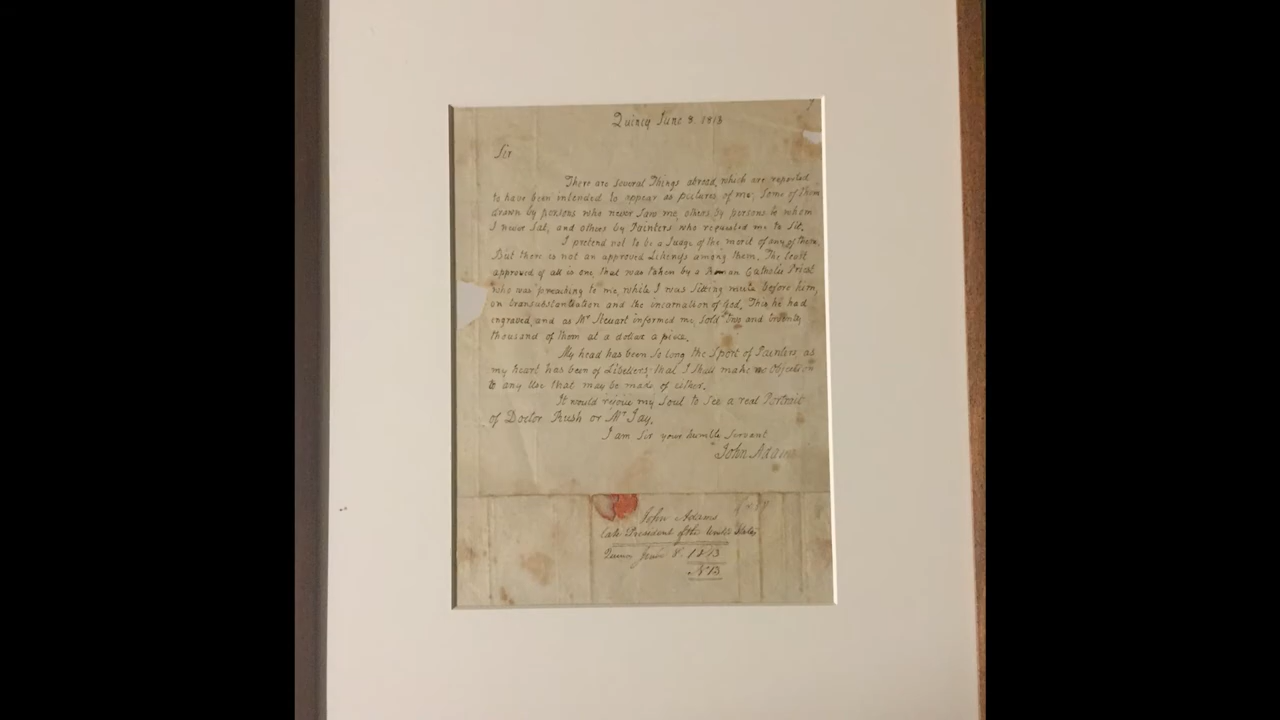 Quincy June 8. 1813
Sir
There are several Things abroad, which are reported
to have been intended to appear as pictures of me; Some of them
drawn by persons who never saw me, others by persons to whom
I never Sat, and others by Painters who requested me to Sit.
I pretend not to be a Judge of the merit of any of them.
But there is not an approved Likeness among them. The least
approved of all is one that was taken by a Roman Catholic Priest
who was preaching to me, while I was Sitting before him,
on transubstantiation and the incarnation of God. This he had
engraved, and as Mr Steuart informed me, Sold and twenty
thousand of them at a dollar a piece.
My head has been So long the Sport of Painters, as
my heart has been of Libellers; that I Shall make no Objection
to any Use that may be made of either.
It would rejoice my Soul to See a real Portrait
of Doctor Rush or Mr Jay.
I am Sir your humble Servant
John Adams
John Adams
late President of the United States
June 8. 1813
No 13